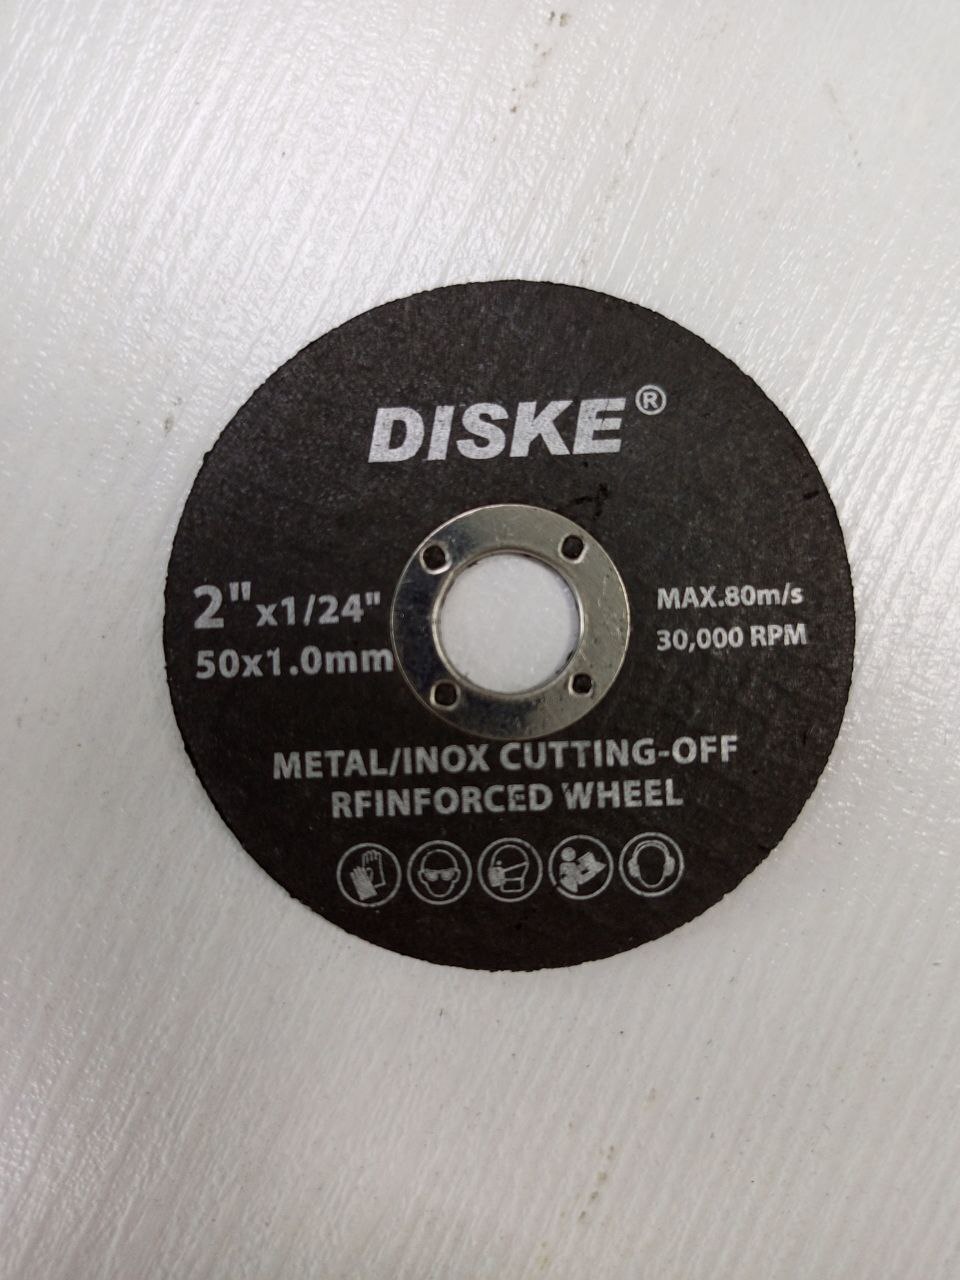 DISKE®
2"x1/24"
50x1.0mm
MAX.80m/s
30,000 RPM
METAL/INOX CUTTING-OFF
RFINFORCED WHEEL